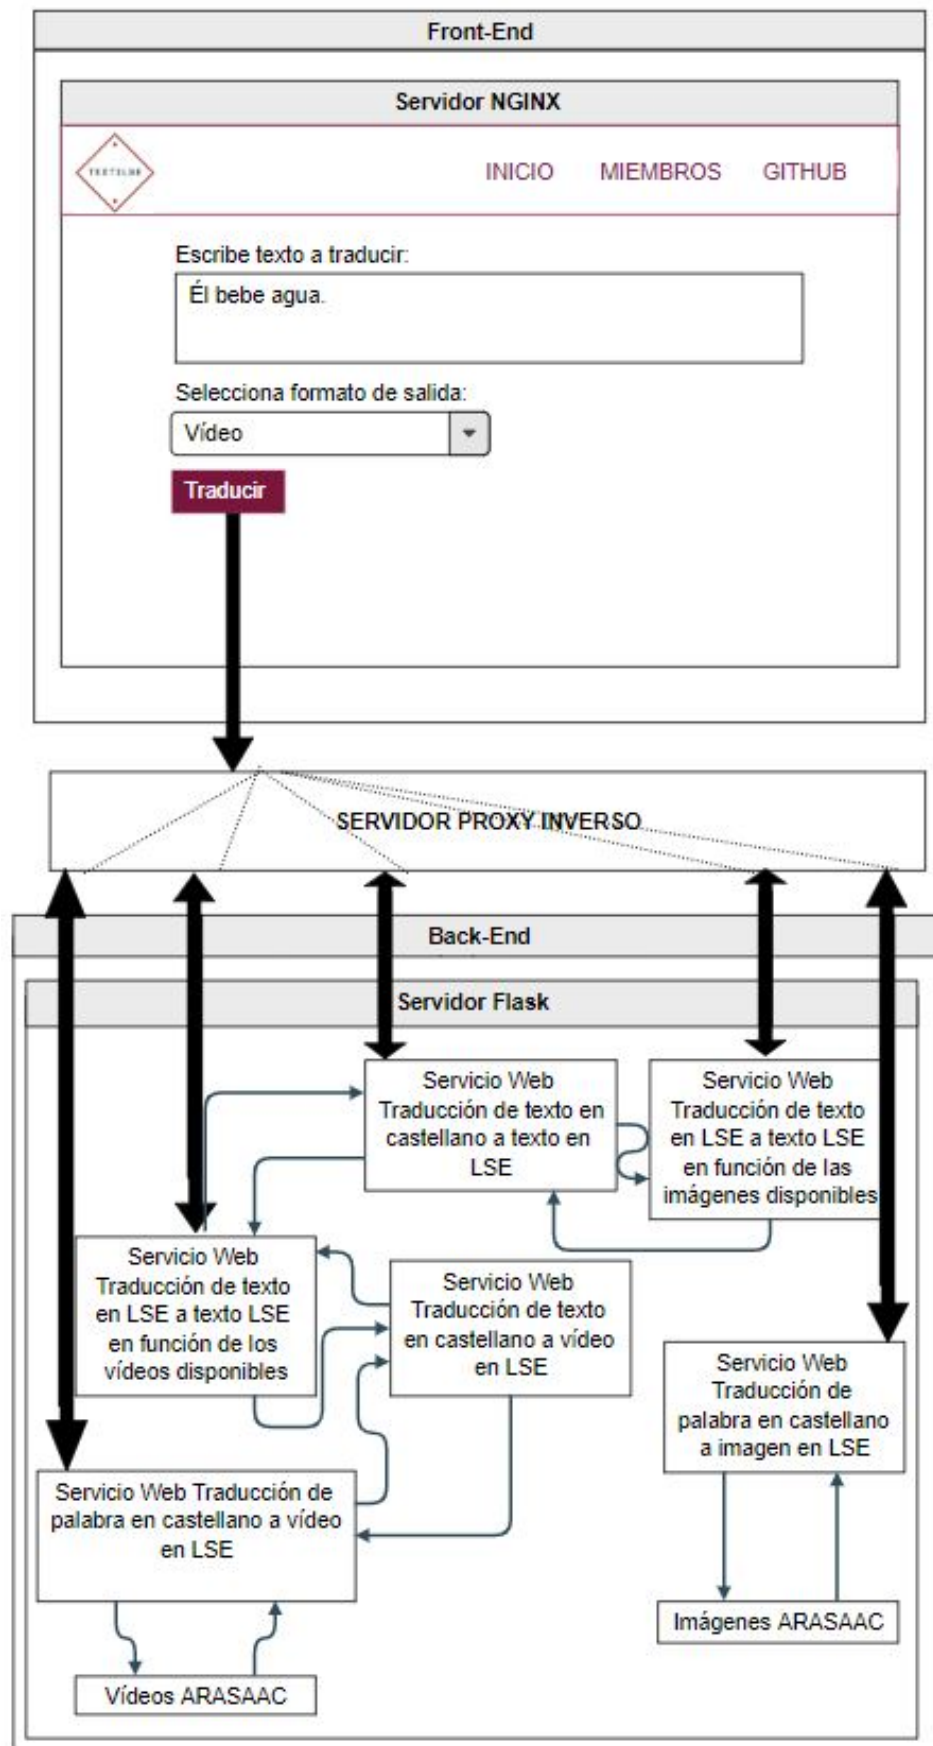 Front-End
Servidor NGINX
TEXT2LSE
INICIO MIEMBROS GITHUB
Escribe texto a traducir:
Él bebe agua.
Selecciona formato de salida:
Vídeo
Traducir
SERVIDOR PROXY INVERSO
Back-End
Servidor Flask
Servicio Web
Traducción de texto en
castellano a texto en
LSE
Servicio Web
Traducción de texto
en LSE a texto LSE
en función de las
imágenes disponibles
Servicio Web
Traducción de texto
en LSE a texto LSE
en función de los
vídeos disponibles
Servicio Web
Traducción de texto
en castellano a vídeo
en LSE
Servicio Web
Traducción de
palabra en castellano
a imagen en LSE
Servicio Web Traducción de
palabra en castellano a vídeo
en LSE
Imágenes ARASAAC
Vídeos ARASAAC